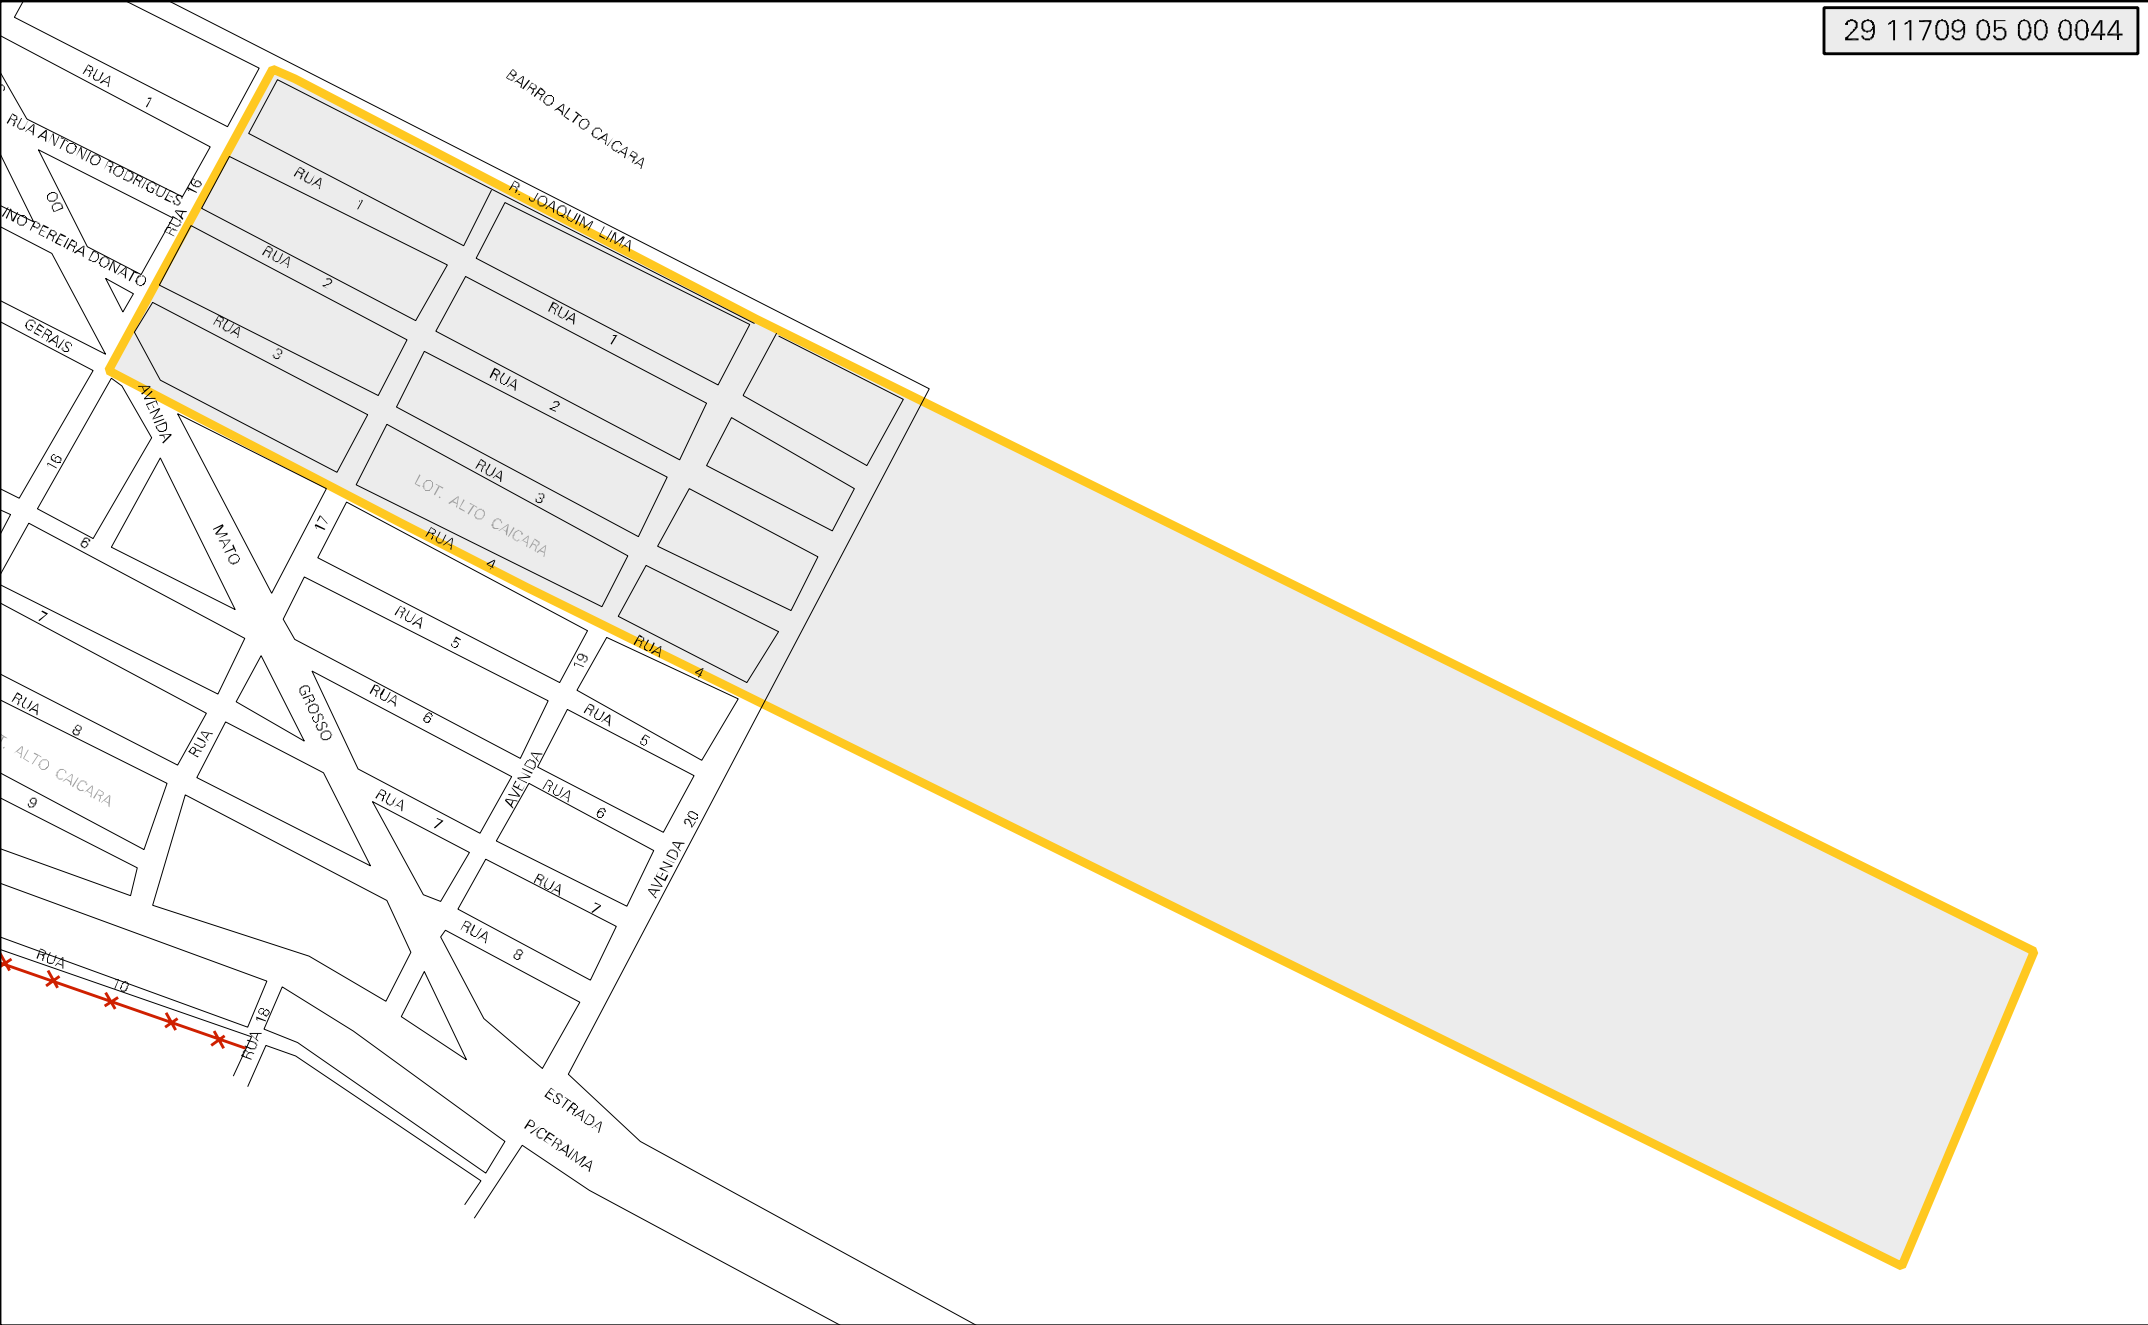 29 11709 05 00 0044
BAIRRO ALTO CAICARA
RUA 1
RUA ANTONIO RODRIGUES
DO
RUA 16
R. JOAQUIM LIMA
RUA 1
RUA 2
RUA 3
UNO PEREIRA DONATO
GERAIS
RUA 1
RUA 2
RUA 3
LOT. ALTO CAICARA
RUA 4
RUA 4
AVENIDA
MATO
GROSSO
16
17
6
7
RUA 5
RUA 6
RUA 7
19
AVENIDA
RUA 5
RUA 6
RUA 7
RUA 8
AVENIDA 20
RUA 8
RUA
T. ALTO CAICARA
9
RUA 10
RUA 18
ESTRADA
P/CERAIMA